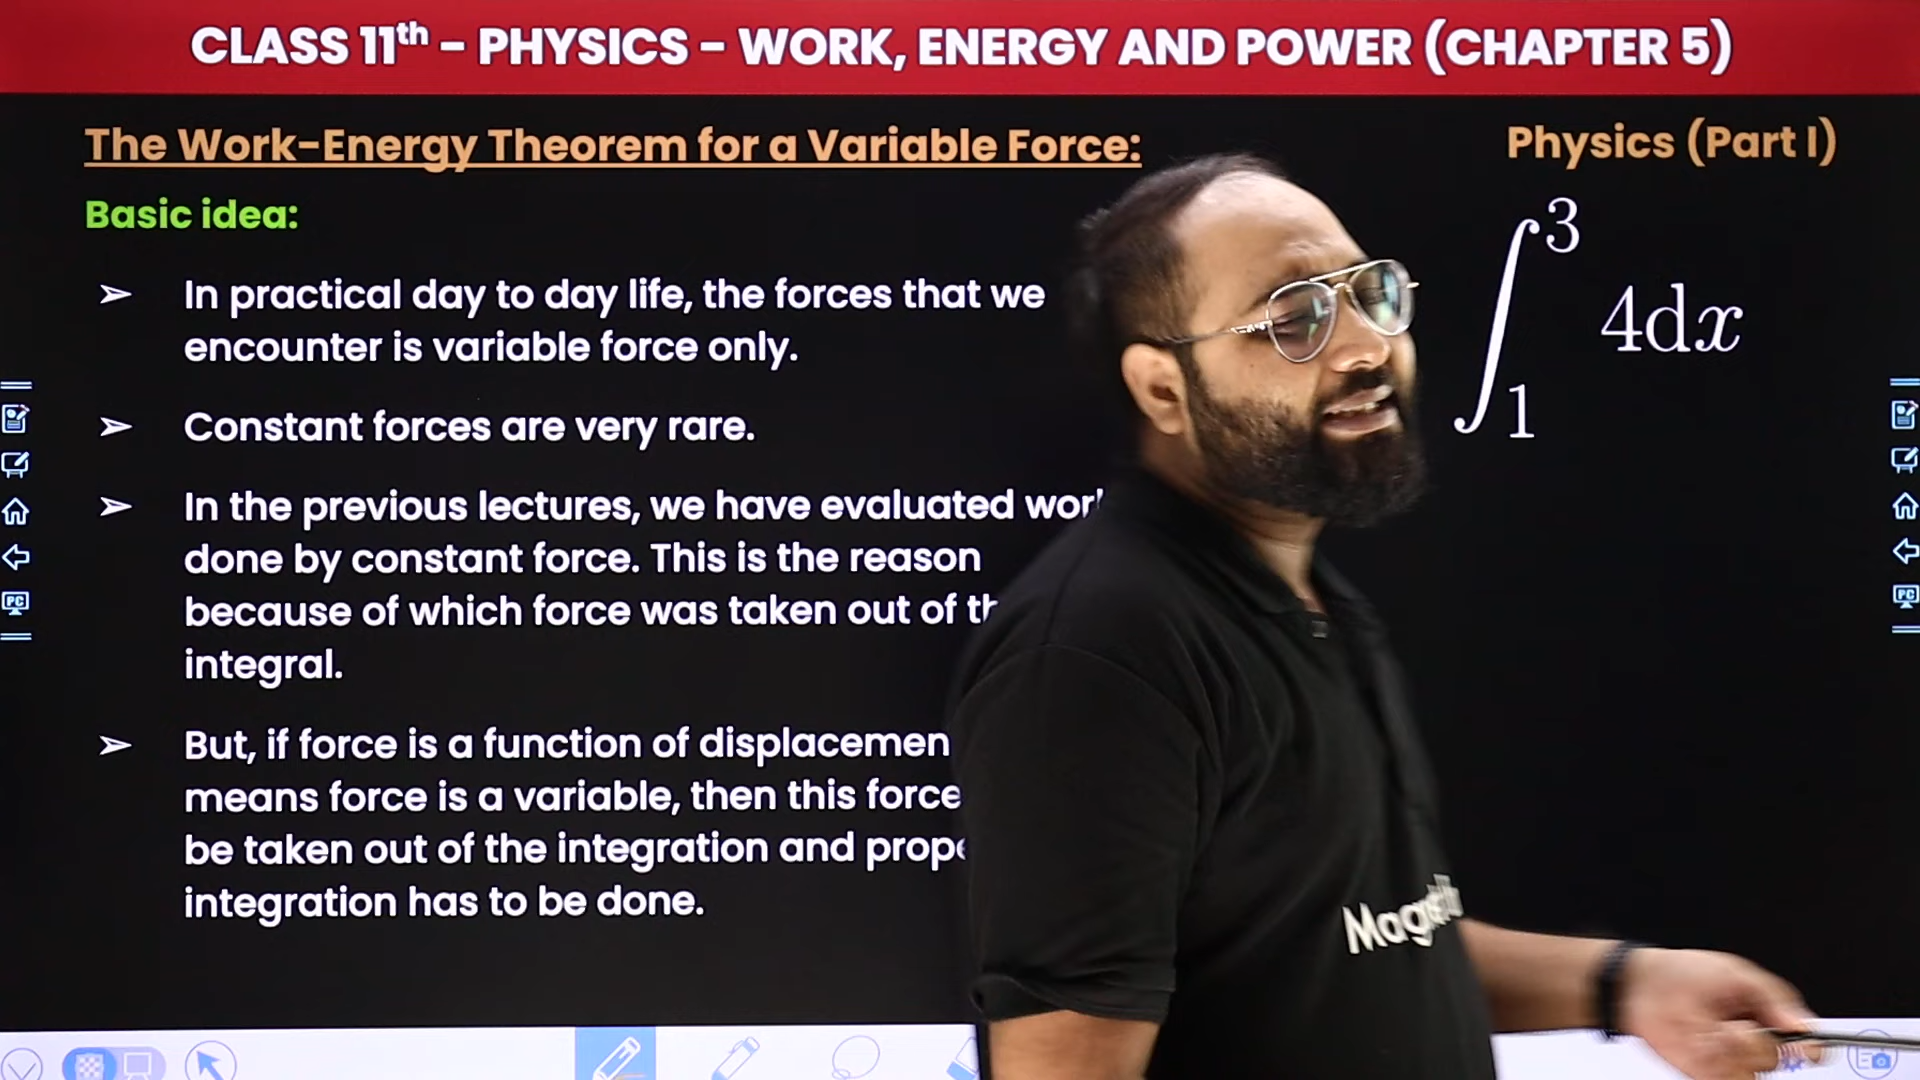 CLASS 11th – PHYSICS – WORK, ENERGY AND POWER (CHAPTER 5)
The Work-Energy Theorem for a Variable Force:
Physics (Part I)
Basic idea:
➢ In practical day to day life, the forces that we
encounter is variable force only.
➢ Constant forces are very rare.
➢ In the previous lectures, we have evaluated
done by constant force. This is the reason
because of which force was taken out of
integral.
➢ But, if force is a function of
means force is a variable, then this force
be taken out of the integration and
integration has to be done.
∫₁³ 4dx
PC
PC